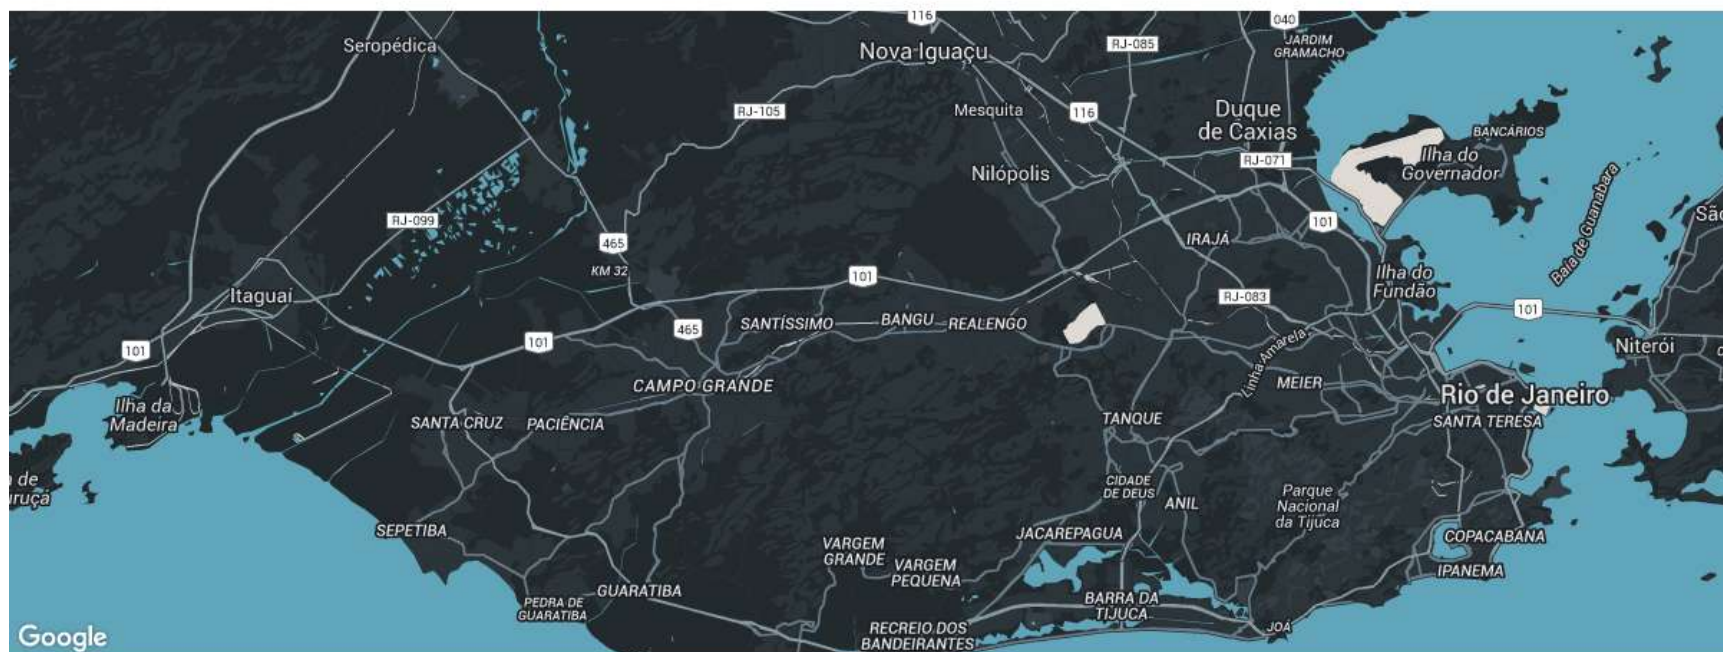 116
040
JARDIM
GRAMACHO
Seropédica
Nova Iguaçu
RJ-085
RJ-105
Mesquita
116
Duque
de Caxias
BANCÁRIOS
Ilha do
Governador
RJ-071
Nilópolis
Baía de Guanabara
São
RJ-099
101
465
IRAJÁ
KM 32
101
Ilha do
Fundão
Itaguaí
RJ-083
101
SANTÍSSIMO
BANGU
REALENGO
465
101
101
Linha Amarela
Niterói
CAMPO GRANDE
MEIER
Rio de Janeiro
Ilha da
Madeira
SANTA CRUZ
PACIÊNCIA
TANQUE
SANTA TERESA
a de
uruçá
CIDADE
DE DEUS
ANIL
Parque
Nacional
da Tijuca
SEPETIBA
JACAREPAGUA
COPACABANA
VARGEM
GRANDE
VARGEM
PEQUENA
IPANEMA
GUARATIBA
PEDRA DE
GUARATIBA
BARRA DA
TIJUCA
RECREIO DOS
BANDEIRANTES
JOÁ
Google